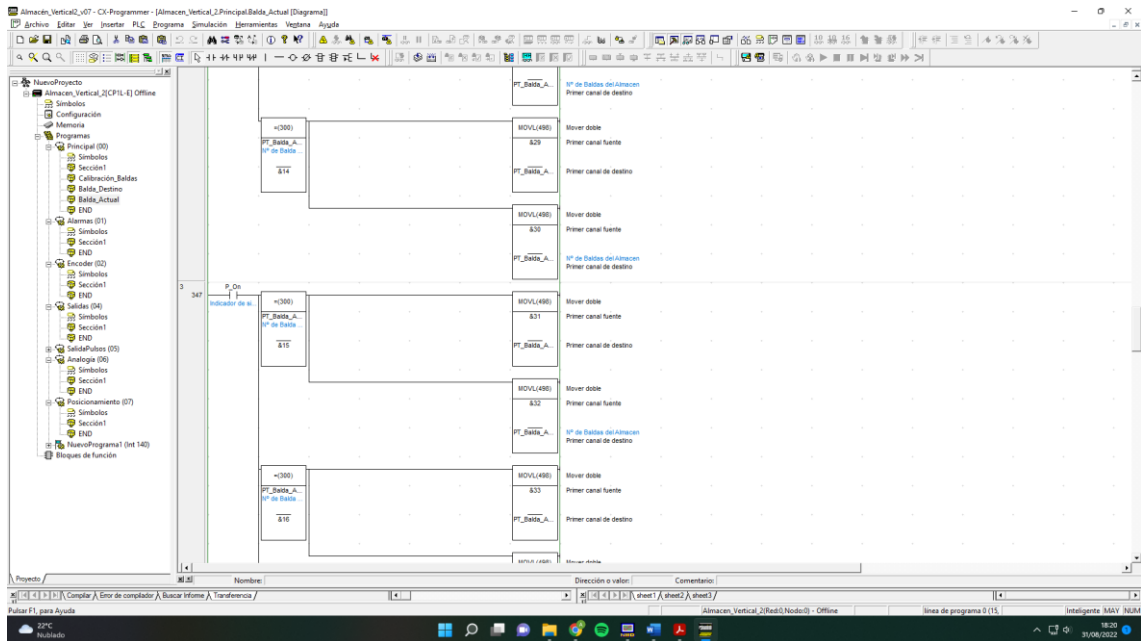 Almacén_Vertical2_v07 - CX-Programmer - [Almacen_Vertical_2.Principal.Balda_Actual [Diagrama]]
Archivo Editar Ver Insertar PLC Programa Simulación Herramientas Ventana Ayuda
NuevoProyecto
Almacen_Vertical_2[CP1L-E] Offline
Símbolos
Configuración
Memoria
Programas
Principal (00)
Símbolos
Sección1
Calibración_Baldas
Balda_Destino
Balda_Actual
END
Alarmas (01)
Símbolos
Sección1
END
Encoder (02)
Símbolos
Sección1
END
Salidas (04)
Símbolos
Sección1
END
SalidaPulsos (05)
Analogía (06)
Símbolos
Sección1
END
Posicionamiento (07)
Símbolos
Sección1
END
NuevoPrograma1 (Int 140)
Bloques de función
Proyecto
PT_Balda_A... Nº de Baldas del Almacen
Primer canal de destino
=(300) MOVL(498) Mover doble
PT_Balda_A... &29 Primer canal fuente
Nº de Balda ...
&14 PT_Balda_A... Primer canal de destino
MOVL(498) Mover doble
&30 Primer canal fuente
PT_Balda_A... Nº de Baldas del Almacen
Primer canal de destino
3
347 P_On
Indicador de si...
=(300) MOVL(498) Mover doble
PT_Balda_A... &31 Primer canal fuente
Nº de Balda ...
&15 PT_Balda_A... Primer canal de destino
MOVL(498) Mover doble
&32 Primer canal fuente
PT_Balda_A... Nº de Baldas del Almacen
Primer canal de destino
=(300) MOVL(498) Mover doble
PT_Balda_A... &33 Primer canal fuente
Nº de Balda ...
&16 PT_Balda_A... Primer canal de destino
MOVL(498) Mover doble
Nombre: Dirección o valor: Comentario:
Compilar Error de compilador Buscar Informe Transferencia sheet1 sheet2 sheet3
Pulsar F1, para Ayuda Almacen_Vertical_2(Red:0,Nodo:0) - Offline línea de programa 0 (15, Inteligente MAY NUM
22°C
Nublado
18:20
31/08/2022